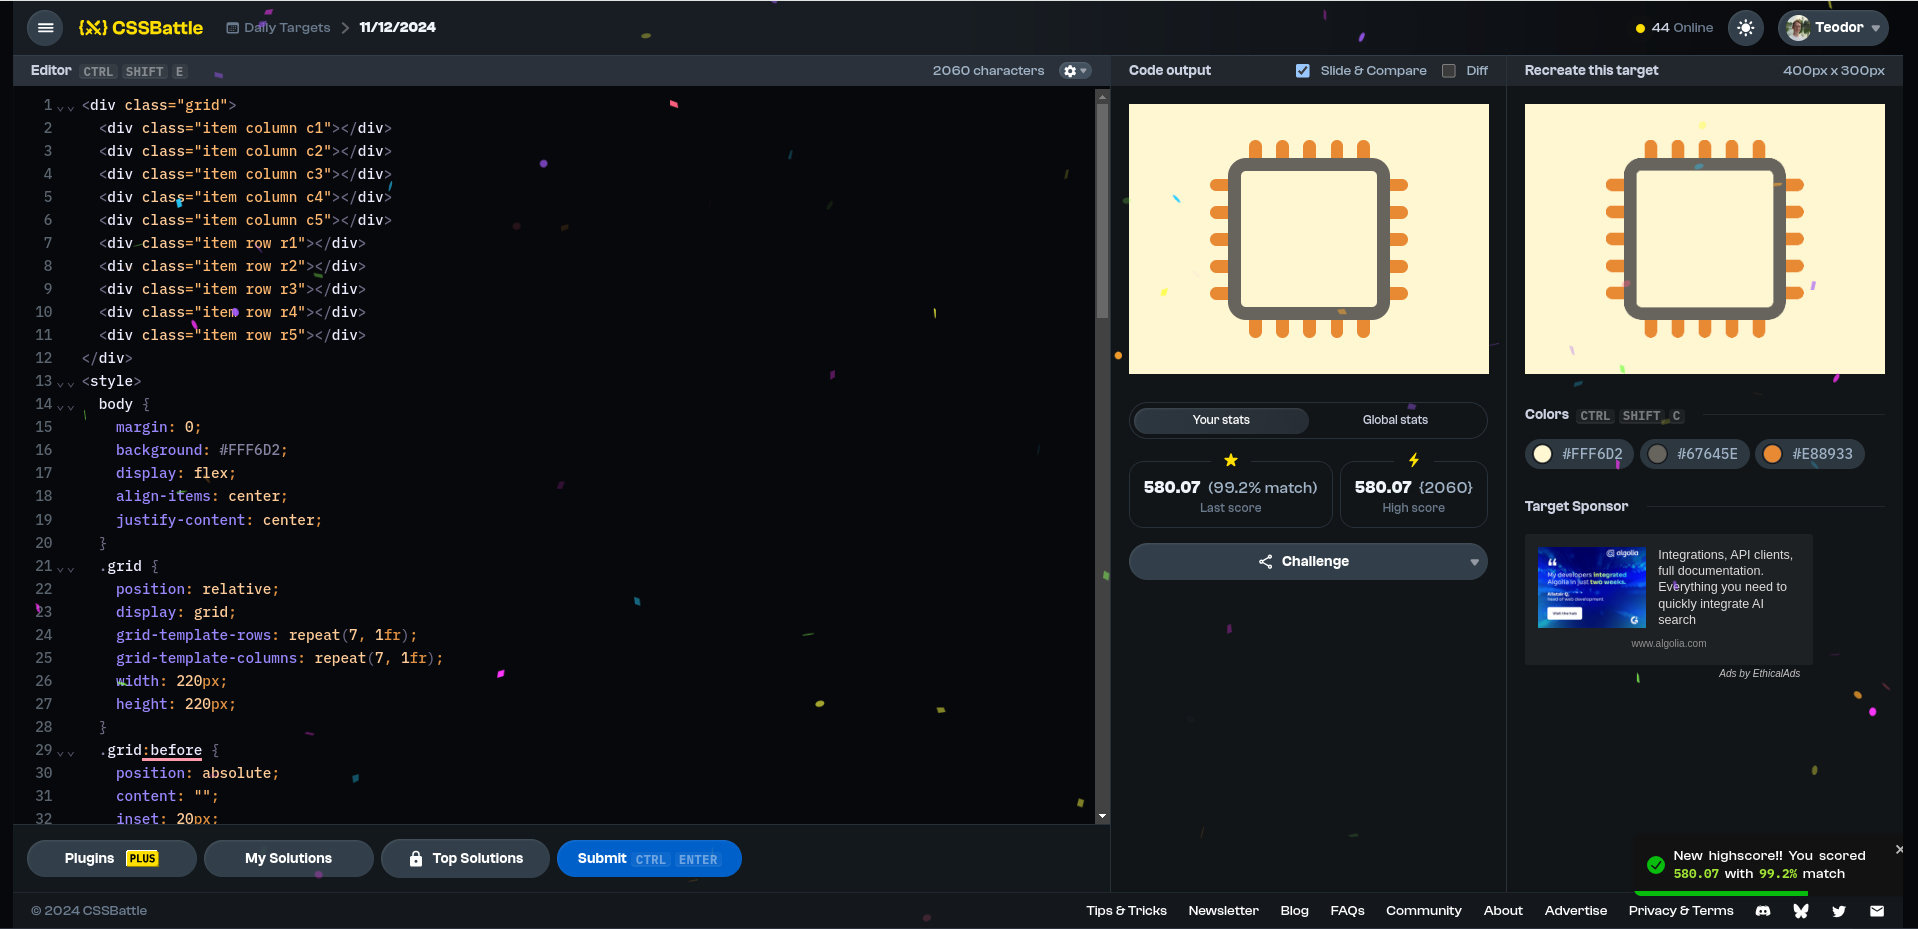 {X} CSSBattle
Daily Targets
11/12/2024
44 Online
Teodor
Editor CTRL SHIFT E
2060 characters
1 <div class="grid">
2 <div class="item column c1"></div>
3 <div class="item column c2"></div>
4 <div class="item column c3"></div>
5 <div class="item column c4"></div>
6 <div class="item column c5"></div>
7 <div class="item row r1"></div>
8 <div class="item row r2"></div>
9 <div class="item row r3"></div>
10 <div class="item row r4"></div>
11 <div class="item row r5"></div>
12 </div>
13 <style>
14 body {
15 margin: 0;
16 background: #FFF6D2;
17 display: flex;
18 align-items: center;
19 justify-content: center;
20 }
21 .grid {
22 position: relative;
23 display: grid;
24 grid-template-rows: repeat(7, 1fr);
25 grid-template-columns: repeat(7, 1fr);
26 width: 220px;
27 height: 220px;
28 }
29 .grid:before {
30 position: absolute;
31 content: "";
32 inset: 20px;
Plugins PLUS
My Solutions
Top Solutions
Submit CTRL ENTER
Code output
Slide & Compare
Diff
Your stats
Global stats
580.07 (99.2% match)
Last score
580.07 {2060}
High score
Challenge
Recreate this target
400px x 300px
Colors CTRL SHIFT C
#FFF6D2
#67645E
#E88933
Target Sponsor
algolia
My developers integrated
Algolia in just two weeks.
Integrations, API clients,
full documentation.
Everything you need to
quickly integrate AI
search
www.algolia.com
Ads by EthicalAds
New highscore!! You scored
580.07 with 99.2% match
© 2024 CSSBattle
Tips & Tricks
Newsletter
Blog
FAQs
Community
About
Advertise
Privacy & Terms